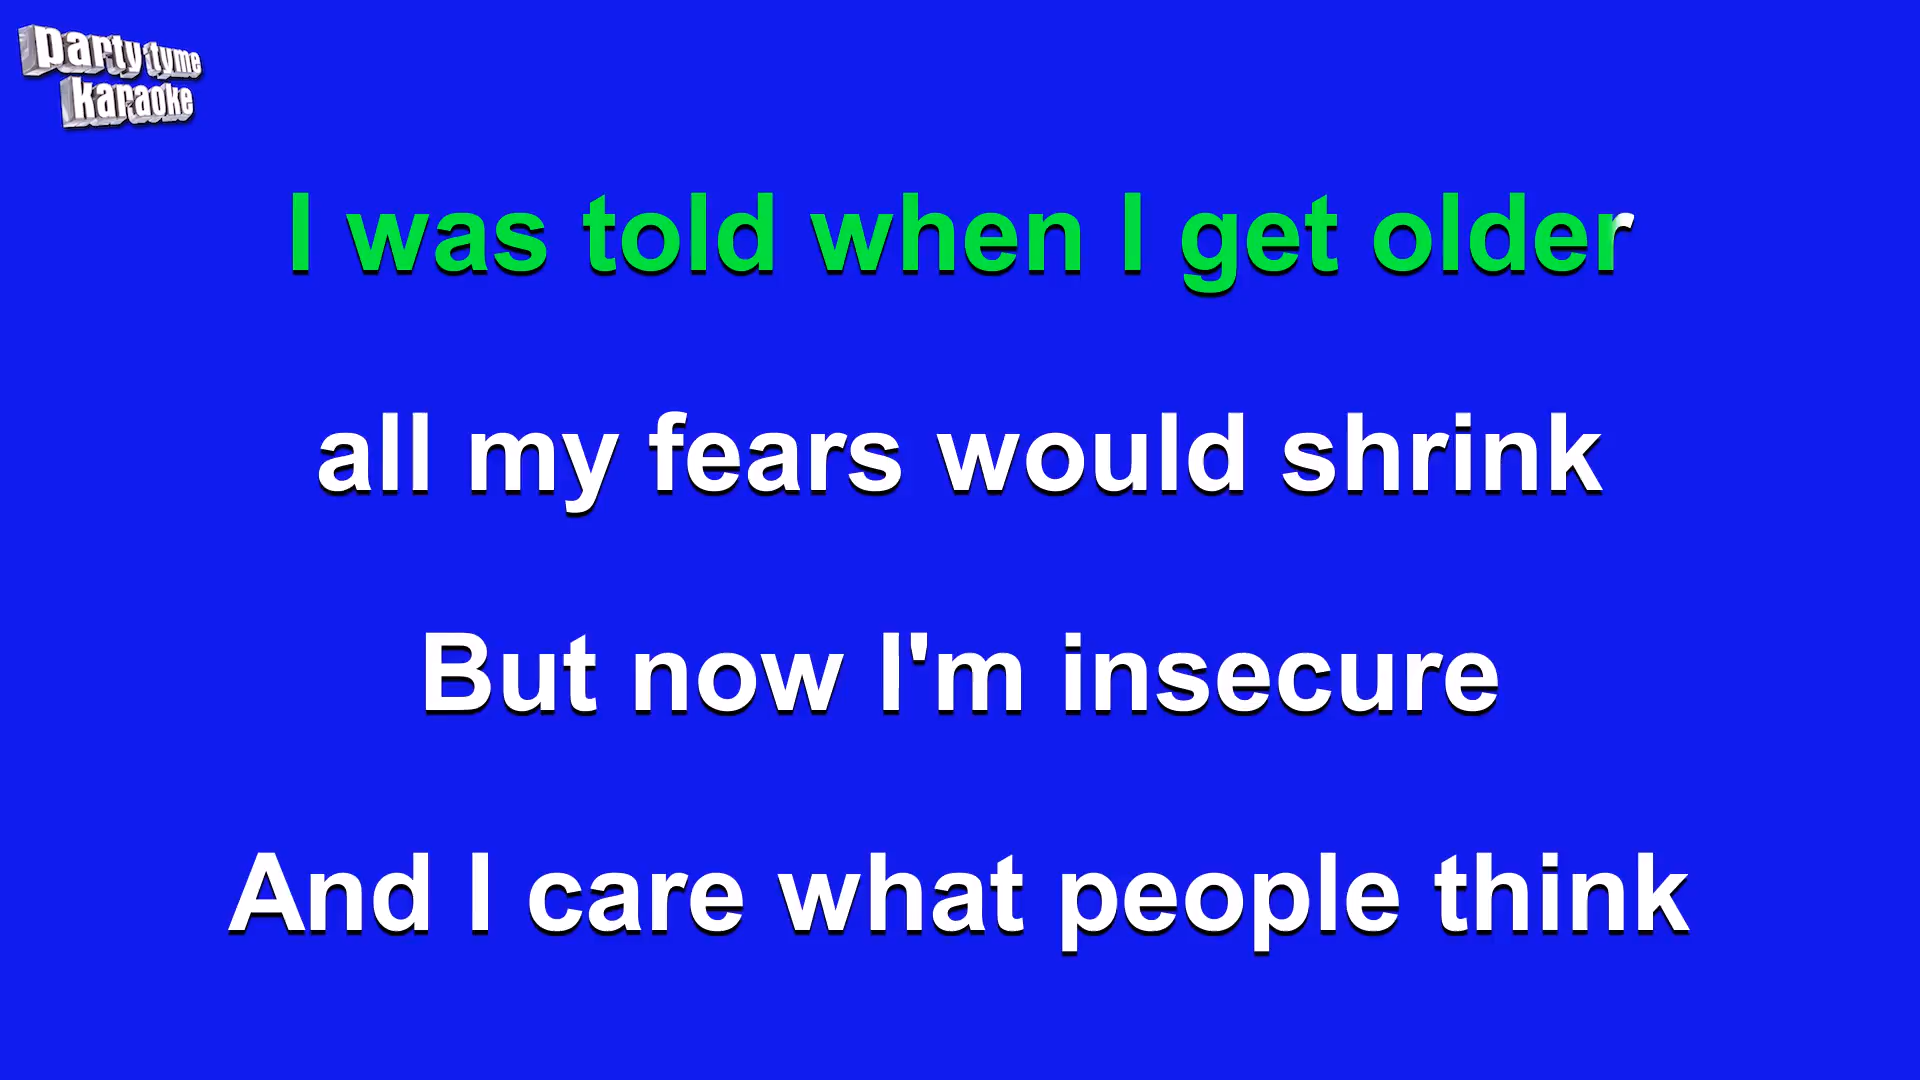 party tyme
karaoke
I was told when I get older
all my fears would shrink
But now I'm insecure
And I care what people think